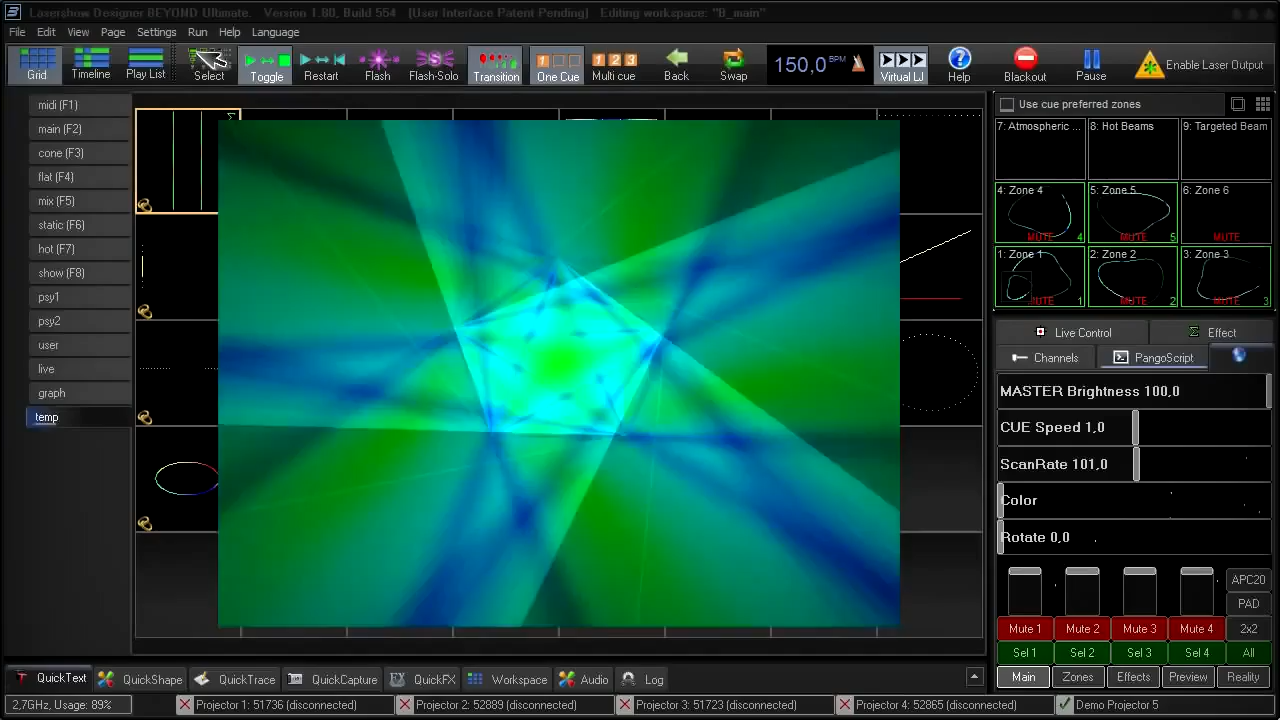 Lasershow Designer BEYOND Ultimate. Version 1.80, Build 554 [User Interface Patent Pending] Editing workspace: "B_main"
File Edit View Page Settings Run Help Language
Grid Timeline Play List Select Toggle Restart Flash Flash-Solo Transition One Cue Multi cue Back Swap 150,0 BPM Virtual LJ Help Blackout Pause Enable Laser Output
midi (F1)
main (F2)
cone (F3)
flat (F4)
mix (F5)
static (F6)
hot (F7)
show (F8)
psy1
psy2
user
live
graph
temp
Use cue preferred zones
7: Atmospheric ... 8: Hot Beams 9: Targeted Beam
4: Zone 4 5: Zone 5 6: Zone 6
MUTE 4 MUTE 5 MUTE
1: Zone 1 2: Zone 2 3: Zone 3
MUTE 1 MUTE 2 MUTE 3
Live Control Effect
Channels PangoScript
MASTER Brightness 100,0
CUE Speed 1,0
ScanRate 101,0
Color
Rotate 0,0
APC20
PAD
Mute 1 Mute 2 Mute 3 Mute 4 2x2
Sel 1 Sel 2 Sel 3 Sel 4 All
Main Zones Effects Preview Reality
QuickText QuickShape QuickTrace QuickCapture QuickFX Workspace Audio Log
2,7GHz, Usage: 89% Projector 1: 51736 (disconnected) Projector 2: 52889 (disconnected) Projector 3: 51723 (disconnected) Projector 4: 52865 (disconnected) Demo Projector 5